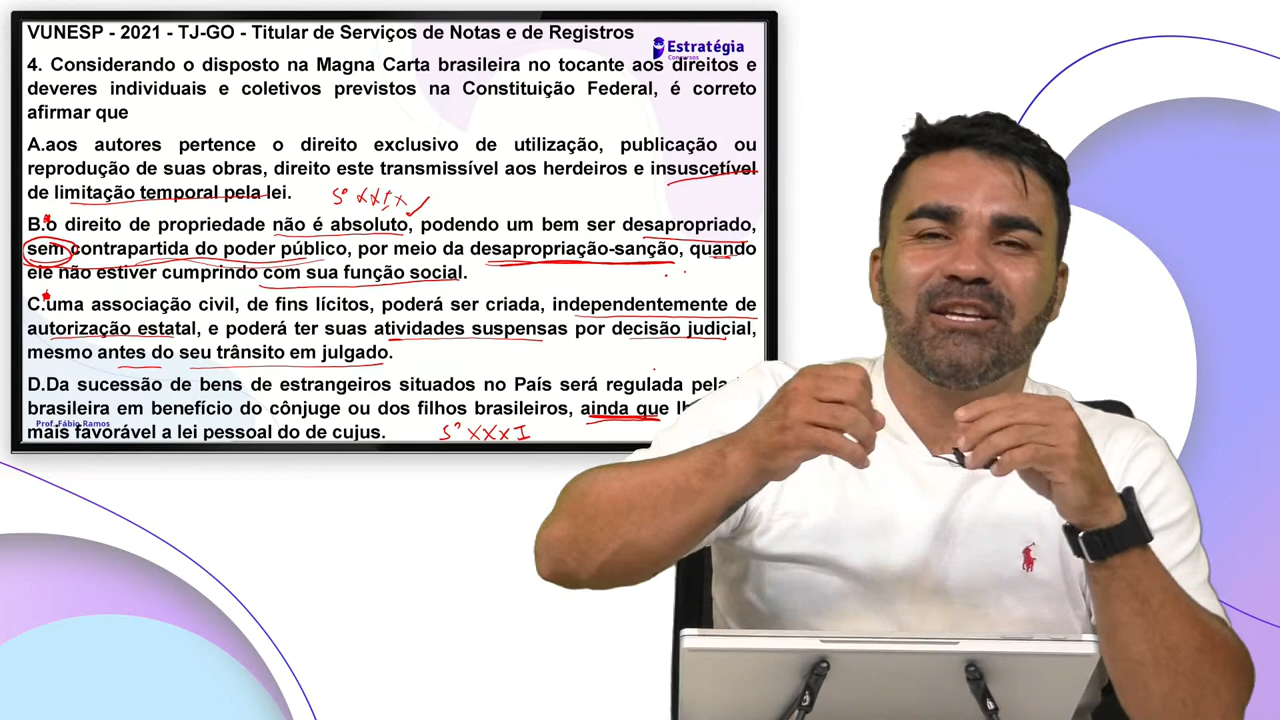 VUNESP - 2021 - TJ-GO - Titular de Serviços de Notas e de Registros
Estratégia
Concursos
4. Considerando o disposto na Magna Carta brasileira no tocante aos direitos e
deveres individuais e coletivos previstos na Constituição Federal, é correto
afirmar que
A.aos autores pertence o direito exclusivo de utilização, publicação ou
reprodução de suas obras, direito este transmissível aos herdeiros e insuscetível
de limitação temporal pela lei.
5º XXIX
B.o direito de propriedade não é absoluto, podendo um bem ser desapropriado,
sem contrapartida do poder público, por meio da desapropriação-sanção, quando
ele não estiver cumprindo com sua função social.
C.uma associação civil, de fins lícitos, poderá ser criada, independentemente de
autorização estatal, e poderá ter suas atividades suspensas por decisão judicial,
mesmo antes do seu trânsito em julgado.
D.Da sucessão de bens de estrangeiros situados no País será regulada pela
brasileira em benefício do cônjuge ou dos filhos brasileiros, ainda que
Prof. Fábio Ramos
mais favorável a lei pessoal do de cujus.
5º XXXI